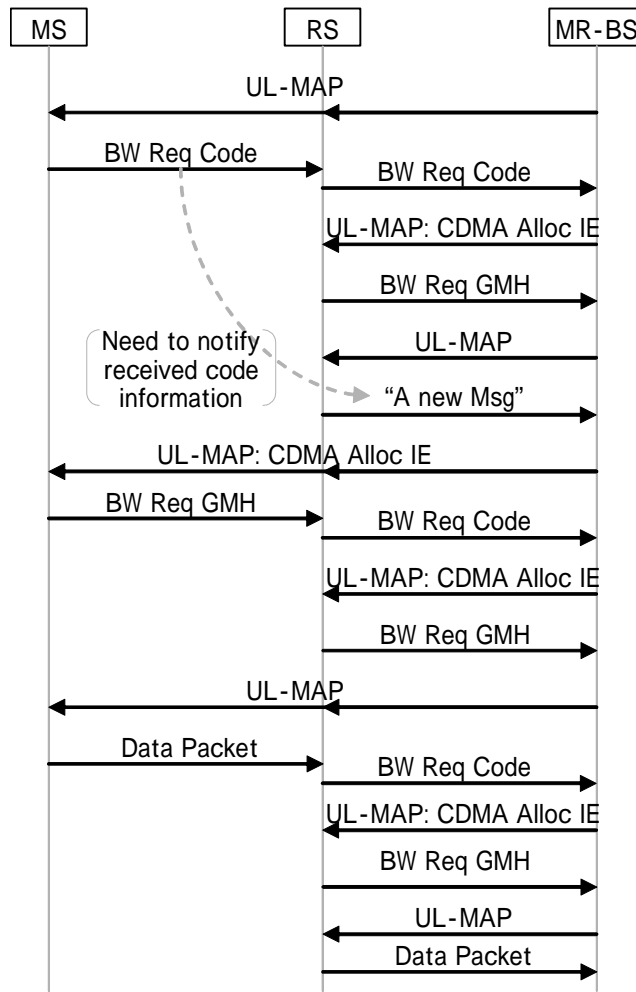 MS RS MR-BS
UL-MAP
BW Req Code
BW Req Code
UL-MAP: CDMA Alloc IE
BW Req GMH
UL-MAP
Need to notify
received code
information
“A new Msg”
UL-MAP: CDMA Alloc IE
BW Req GMH
BW Req Code
UL-MAP: CDMA Alloc IE
BW Req GMH
UL-MAP
Data Packet
BW Req Code
UL-MAP: CDMA Alloc IE
BW Req GMH
UL-MAP
Data Packet